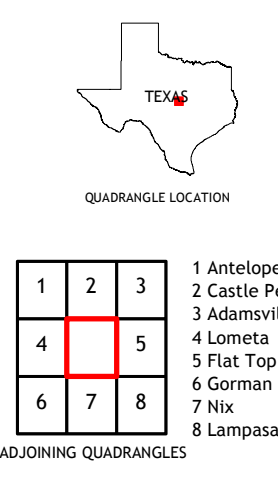 TEXAS
QUADRANGLE LOCATION
1 2 3
4 5
6 7 8
1 Antelope
2 Castle Pe
3 Adamsvil
4 Lometa
5 Flat Top
6 Gorman
7 Nix
8 Lampasa
ADJOINING QUADRANGLES